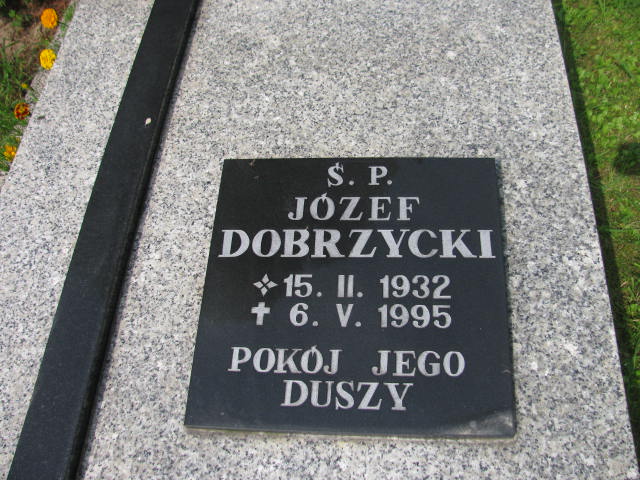 Ś. P.
JÓZEF
DOBRZYCKI
15. II. 1932
6. V. 1995
POKÓJ JEGO
DUSZY